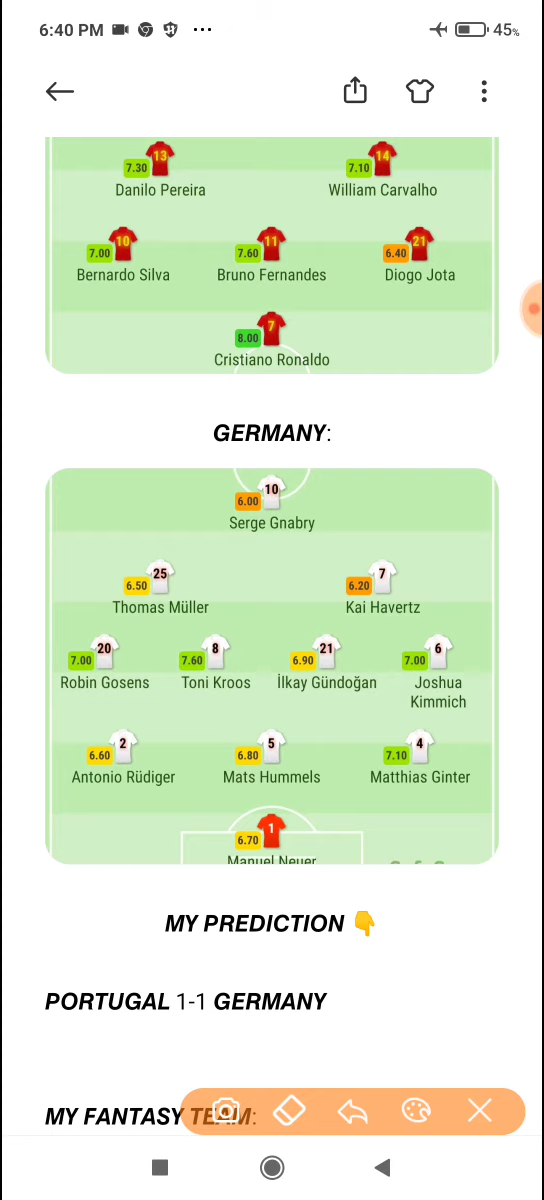 6:40 PM ... 45%
13 14
7.30 7.10
Danilo Pereira William Carvalho
10 11 21
7.00 7.60 6.40
Bernardo Silva Bruno Fernandes Diogo Jota
7
8.00
Cristiano Ronaldo
GERMANY:
10
6.00
Serge Gnabry
25 7
6.50 6.20
Thomas Müller Kai Havertz
20 8 21 6
7.00 7.60 6.90 7.00
Robin Gosens Toni Kroos İlkay Gündoğan Joshua
Kimmich
2 5 4
6.60 6.80 7.10
Antonio Rüdiger Mats Hummels Matthias Ginter
1
6.70
Manuel Neuer
MY PREDICTION 👇
PORTUGAL 1-1 GERMANY
MY FANTASY TEAM: